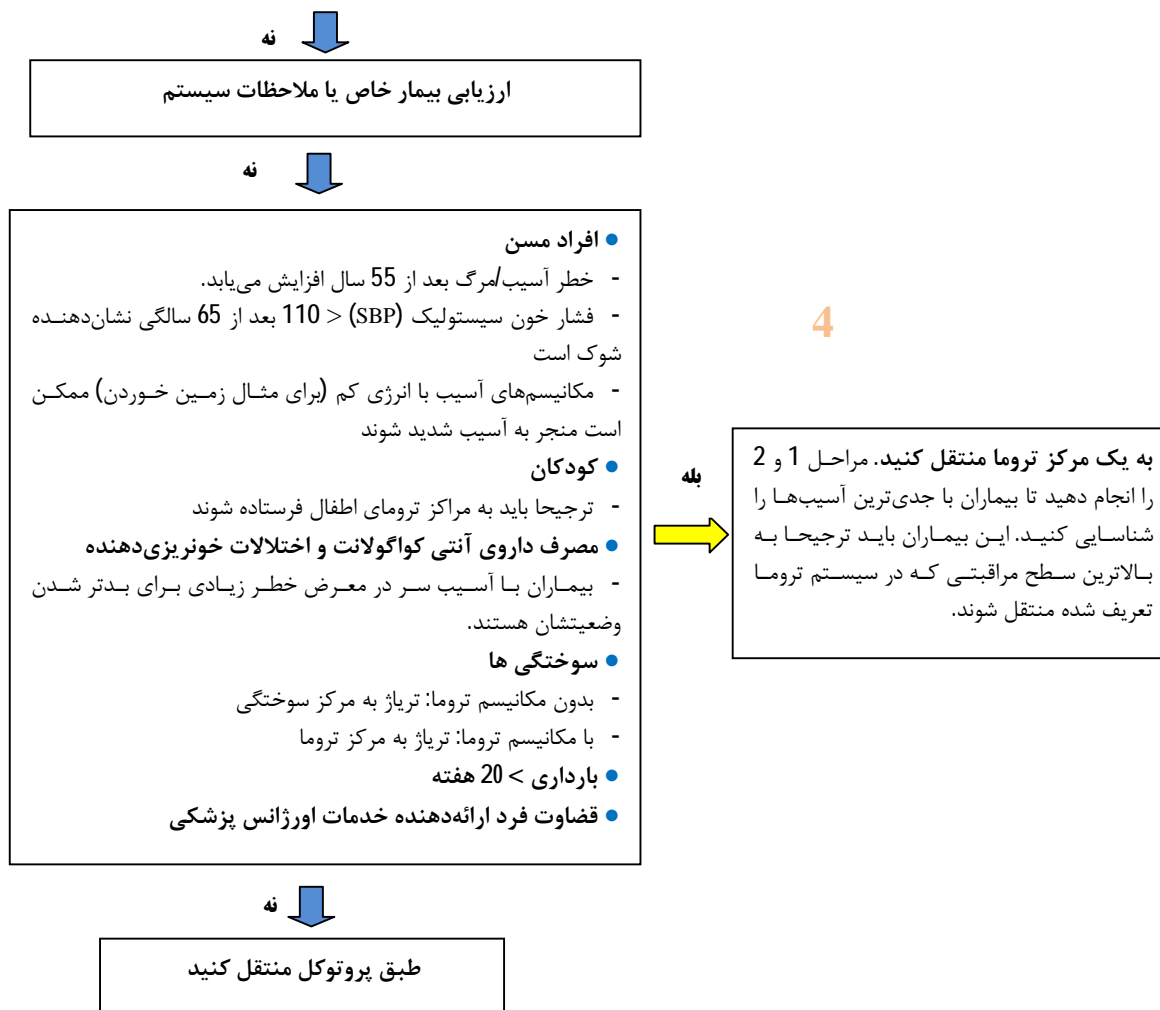 نه
ارزیابی بیمار خاص یا ملاحظات سیستم
نه
● افراد مسن
- خطر آسیب/مرگ بعد از 55 سال افزایش می‌یابد.
- فشار خون سیستولیک (SBP) < 110 بعد از 65 سالگی نشان‌دهنده
شوک است
- مکانیسم‌های آسیب با انرژی کم (برای مثال زمین خوردن) ممکن
است منجر به آسیب شدید شوند
● کودکان
- ترجیحا باید به مراکز ترومای اطفال فرستاده شوند
● مصرف داروی آنتی کواگولانت و اختلالات خونریزی‌دهنده
- بیماران با آسیب سر در معرض خطر زیادی برای بدتر شدن
وضعیتشان هستند.
● سوختگی ها
- بدون مکانیسم تروما: تریاژ به مرکز سوختگی
- با مکانیسم تروما: تریاژ به مرکز تروما
● بارداری > 20 هفته
● قضاوت فرد ارائه‌دهنده خدمات اورژانس پزشکی
بله
4
به یک مرکز تروما منتقل کنید. مراحل 1 و 2
را انجام دهید تا بیماران با جدی‌ترین آسیب‌ها را
شناسایی کنید. این بیماران باید ترجیحا به
بالاترین سطح مراقبتی که در سیستم تروما
تعریف شده منتقل شوند.
نه
طبق پروتوکل منتقل کنید